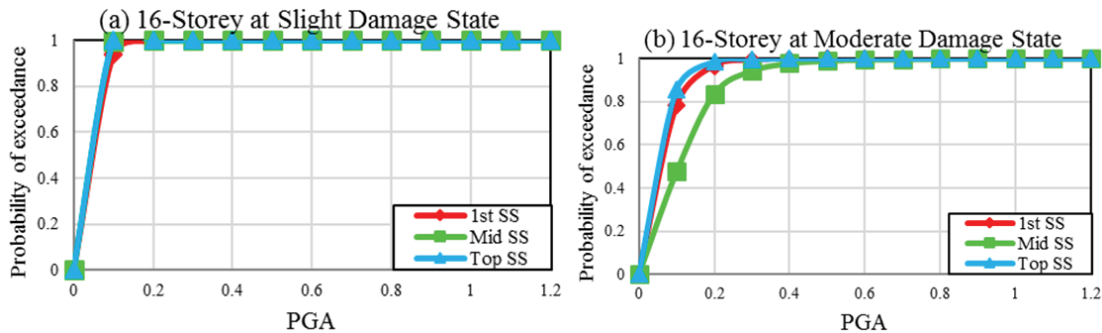 (a) 16-Storey at Slight Damage State
Probability of exceedance
1
0.8
0.6
0.4
0.2
0
0 0.2 0.4 0.6 0.8 1 1.2
PGA
1st SS
Mid SS
Top SS
(b) 16-Storey at Moderate Damage State
Probability of exceedance
1
0.8
0.6
0.4
0.2
0
0 0.2 0.4 0.6 0.8 1 1.2
PGA
1st SS
Mid SS
Top SS